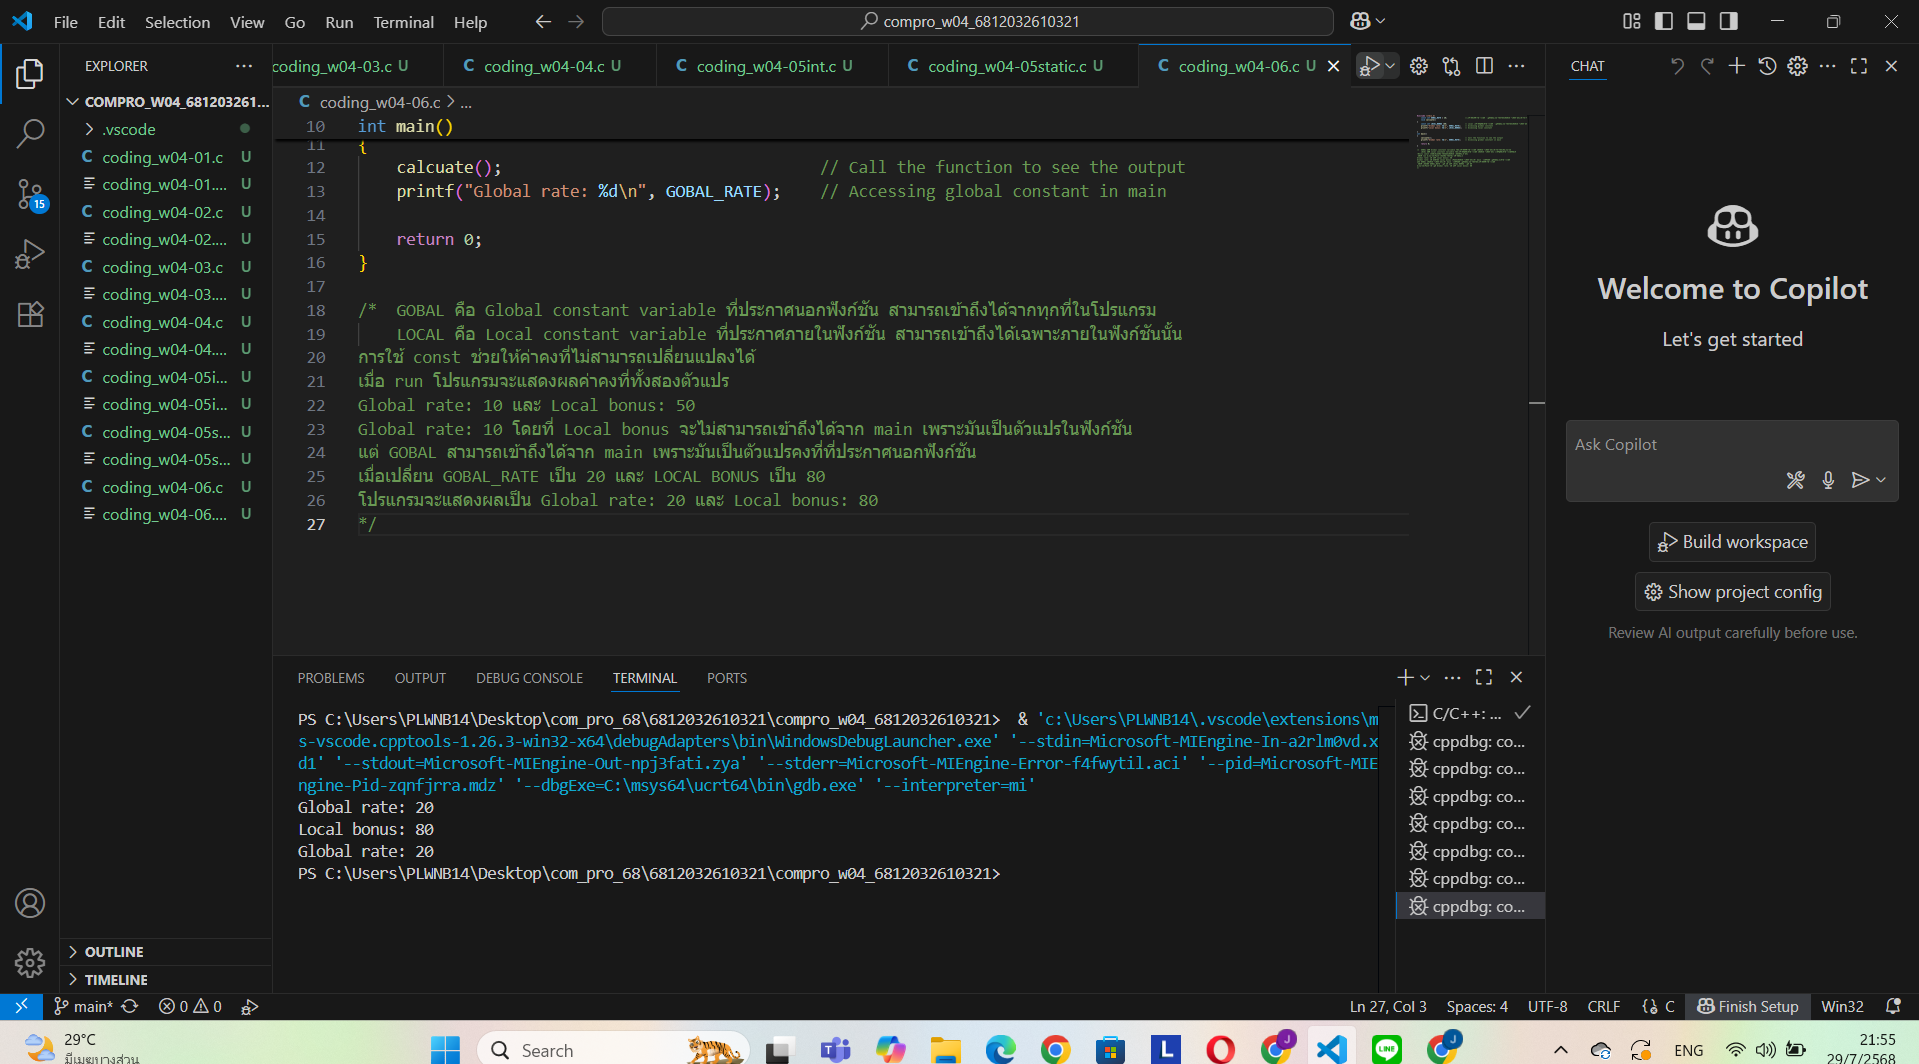 File Edit Selection View Go Run Terminal Help
compro_w04_6812032610321
EXPLORER
COMPRO_W04_681203261...
.vscode
coding_w04-01.c U
coding_w04-01.... U
coding_w04-02.c U
coding_w04-02.... U
coding_w04-03.c U
coding_w04-03.... U
coding_w04-04.c U
coding_w04-04.... U
coding_w04-05i... U
coding_w04-05i... U
coding_w04-05s... U
coding_w04-05s... U
coding_w04-06.c U
coding_w04-06.... U
OUTLINE
TIMELINE
15
coding_w04-03.c U
C coding_w04-04.c U
C coding_w04-05int.c U
C coding_w04-05static.c U
C coding_w04-06.c U
C coding_w04-06.c > ...
10 int main()
11 {
12 calcuate(); // Call the function to see the output
13 printf("Global rate: %d\n", GOBAL_RATE); // Accessing global constant in main
14
15 return 0;
16 }
17
18 /* GOBAL คือ Global constant variable ที่ประกาศนอกฟังก์ชัน สามารถเข้าถึงได้จากทุกที่ในโปรแกรม
19 LOCAL คือ Local constant variable ที่ประกาศภายในฟังก์ชัน สามารถเข้าถึงได้เฉพาะภายในฟังก์ชันนั้น
20 การใช้ const ช่วยให้ค่าคงที่ไม่สามารถเปลี่ยนแปลงได้
21 เมื่อ run โปรแกรมจะแสดงผลค่าคงที่ทั้งสองตัวแปร
22 Global rate: 10 และ Local bonus: 50
23 Global rate: 10 โดยที่ Local bonus จะไม่สามารถเข้าถึงได้จาก main เพราะมันเป็นตัวแปรในฟังก์ชัน
24 แต่ GOBAL สามารถเข้าถึงได้จาก main เพราะมันเป็นตัวแปรคงที่ที่ประกาศนอกฟังก์ชัน
25 เมื่อเปลี่ยน GOBAL_RATE เป็น 20 และ LOCAL BONUS เป็น 80
26 โปรแกรมจะแสดงผลเป็น Global rate: 20 และ Local bonus: 80
27 */
PROBLEMS OUTPUT DEBUG CONSOLE TERMINAL PORTS
PS C:\Users\PLWNB14\Desktop\com_pro_68\6812032610321\compro_w04_6812032610321> & 'c:\Users\PLWNB14\.vscode\extensions\m
s-vscode.cpptools-1.26.3-win32-x64\debugAdapters\bin\WindowsDebugLauncher.exe' '--stdin=Microsoft-MIEngine-In-a2rlm0vd.x
d1' '--stdout=Microsoft-MIEngine-Out-npj3fati.zya' '--stderr=Microsoft-MIEngine-Error-f4fwytil.aci' '--pid=Microsoft-MIE
ngine-Pid-zqnfjrra.mdz' '--dbgExe=C:\msys64\ucrt64\bin\gdb.exe' '--interpreter=mi'
Global rate: 20
Local bonus: 80
Global rate: 20
PS C:\Users\PLWNB14\Desktop\com_pro_68\6812032610321\compro_w04_6812032610321>
C/C++: ...
cppdbg: co...
cppdbg: co...
cppdbg: co...
cppdbg: co...
cppdbg: co...
cppdbg: co...
cppdbg: co...
CHAT
Welcome to Copilot
Let's get started
Ask Copilot
Build workspace
Show project config
Review AI output carefully before use.
main* 0 0
Ln 27, Col 3 Spaces: 4 UTF-8 CRLF C Finish Setup Win32
29°C
มีเมฆบางส่วน
Search
L
J
LINE
J
ENG
21:55
29/7/2568